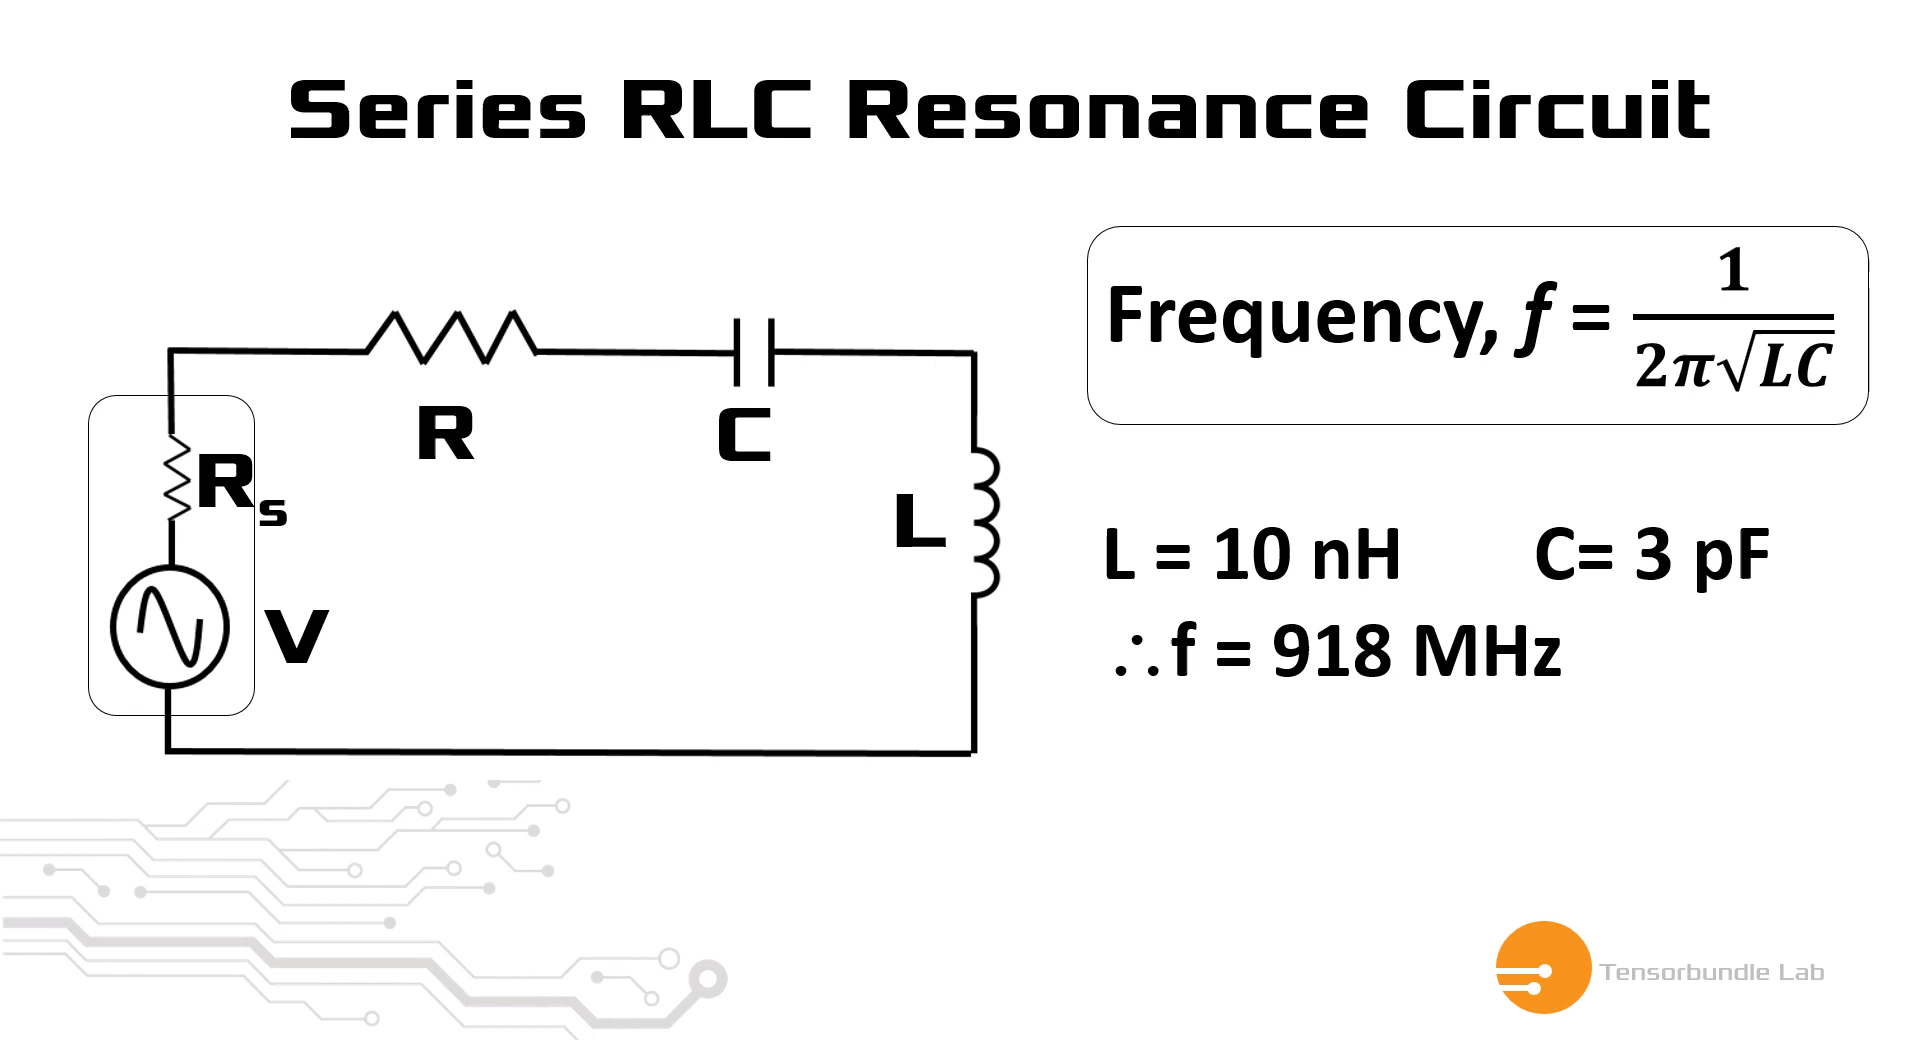 Series RLC Resonance Circuit
Frequency, f = 1 / 2π√LC
R
C
Rs
L
V
L = 10 nH C= 3 pF
∴f = 918 MHz
Tensorbundle Lab